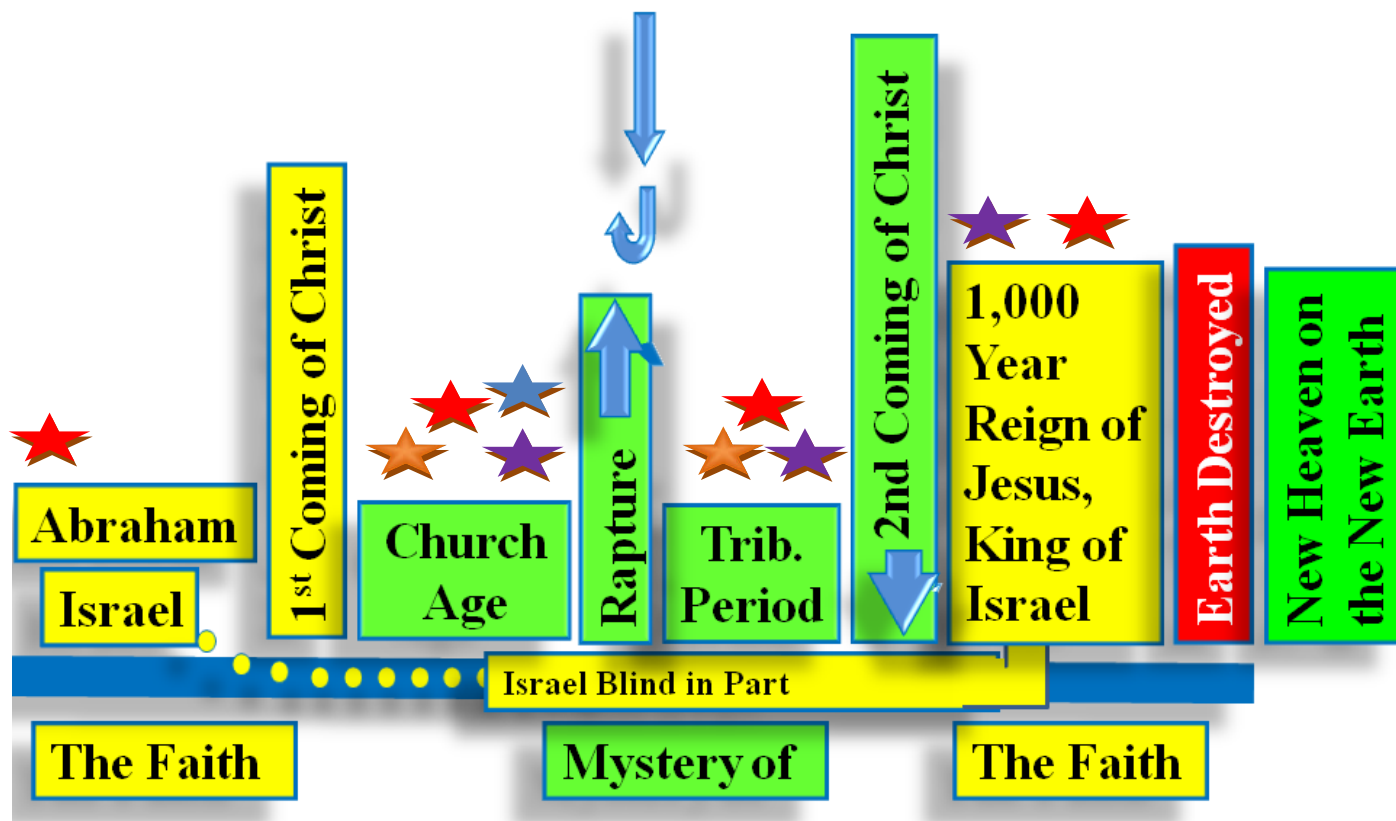 Abraham
Israel
1st Coming of Christ
Church
Age
Rapture
Trib.
Period
2nd Coming of Christ
1,000
Year
Reign of
Jesus,
King of
Israel
Earth Destroyed
New Heaven on
the New Earth
Israel Blind in Part
The Faith
Mystery of
The Faith